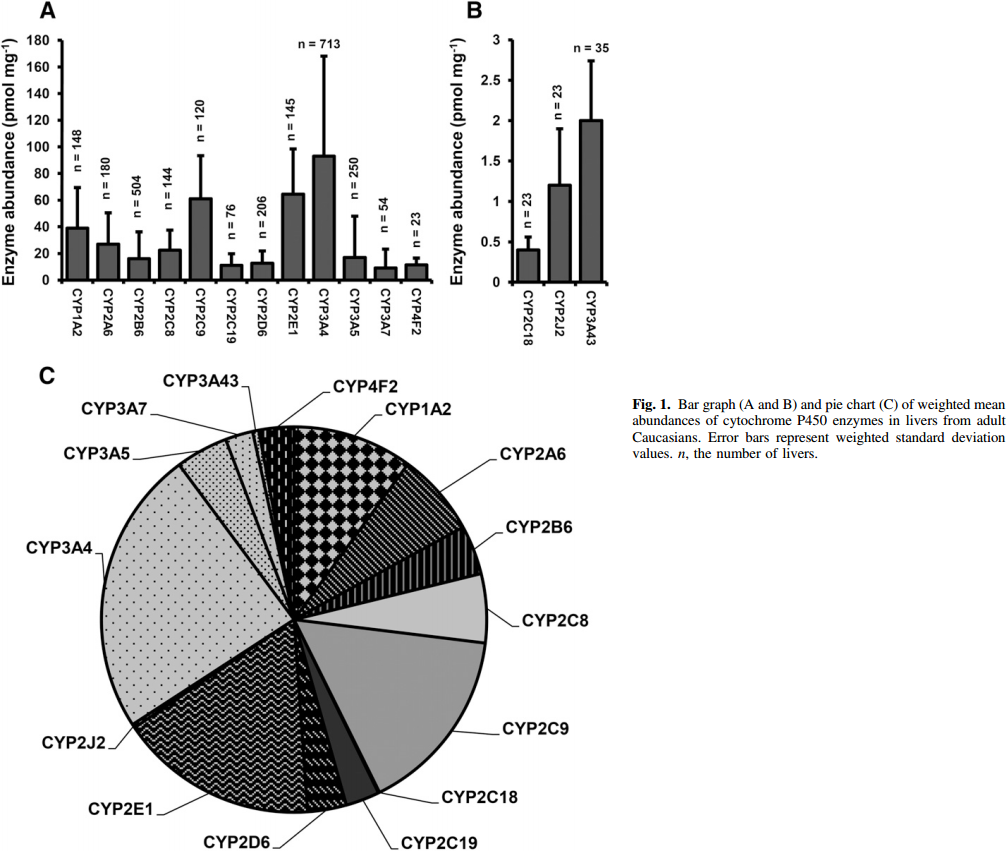 A
Enzyme abundance (pmol mg⁻¹)
180
160
140
120
100
80
60
40
20
0
n = 148
n = 180
n = 504
n = 144
n = 120
n = 76
n = 206
n = 145
n = 713
n = 250
n = 54
n = 23
CYP1A2
CYP2A6
CYP2B6
CYP2C8
CYP2C9
CYP2C19
CYP2D6
CYP2E1
CYP3A4
CYP3A5
CYP3A7
CYP4F2
B
Enzyme abundance (pmol mg⁻¹)
3
2.5
2
1.5
1
0.5
0
n = 23
n = 23
n = 35
CYP2C18
CYP2J2
CYP3A43
C
CYP3A43
CYP4F2
CYP3A7
CYP1A2
CYP3A5
CYP2A6
CYP2B6
CYP3A4
CYP2C8
CYP2C9
CYP2J2
CYP2C18
CYP2E1
CYP2D6
CYP2C19
Fig. 1. Bar graph (A and B) and pie chart (C) of weighted mean
abundances of cytochrome P450 enzymes in livers from adult
Caucasians. Error bars represent weighted standard deviation
values. n, the number of livers.